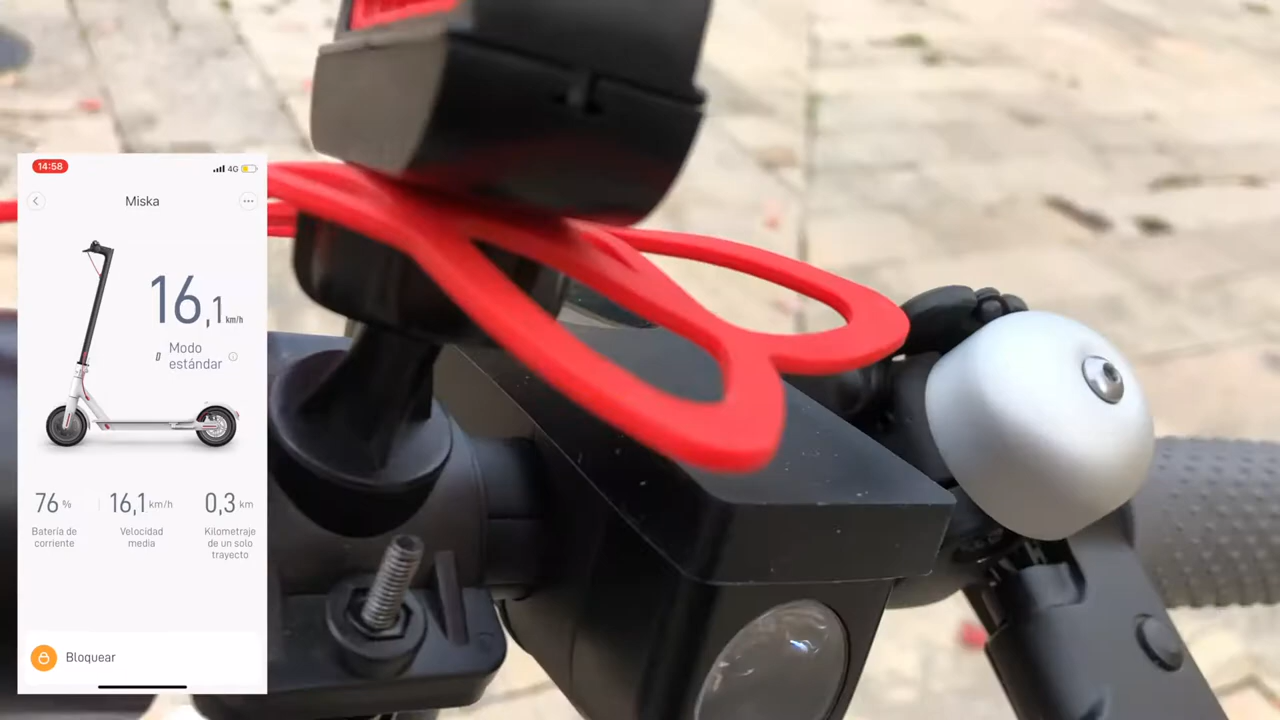 14:58
4G
Miska
16,1 km/h
D Modo
estándar
76 % 16,1 km/h 0,3 km
Batería de Velocidad Kilometraje
corriente media de un solo
trayecto
Bloquear